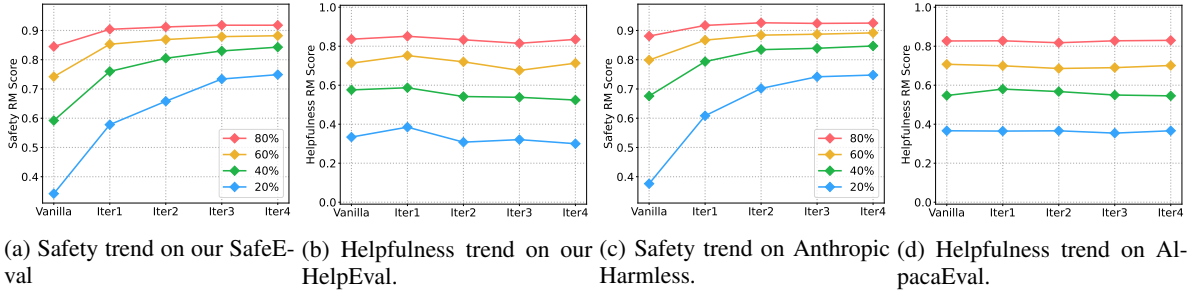 Safety RM Score
0.9
0.8
0.7
0.6
0.5
0.4
80%
60%
40%
20%
Vanilla Iter1 Iter2 Iter3 Iter4
Helpfulness RM Score
1.0
0.8
0.6
0.4
0.2
0.0
Vanilla Iter1 Iter2 Iter3 Iter4
Safety RM Score
0.9
0.8
0.7
0.6
0.5
0.4
80%
60%
40%
20%
Vanilla Iter1 Iter2 Iter3 Iter4
Helpfulness RM Score
1.0
0.8
0.6
0.4
0.2
0.0
Vanilla Iter1 Iter2 Iter3 Iter4
(a) Safety trend on our SafeE-
val
(b) Helpfulness trend on our
HelpEval.
(c) Safety trend on Anthropic
Harmless.
(d) Helpfulness trend on Al-
pacaEval.